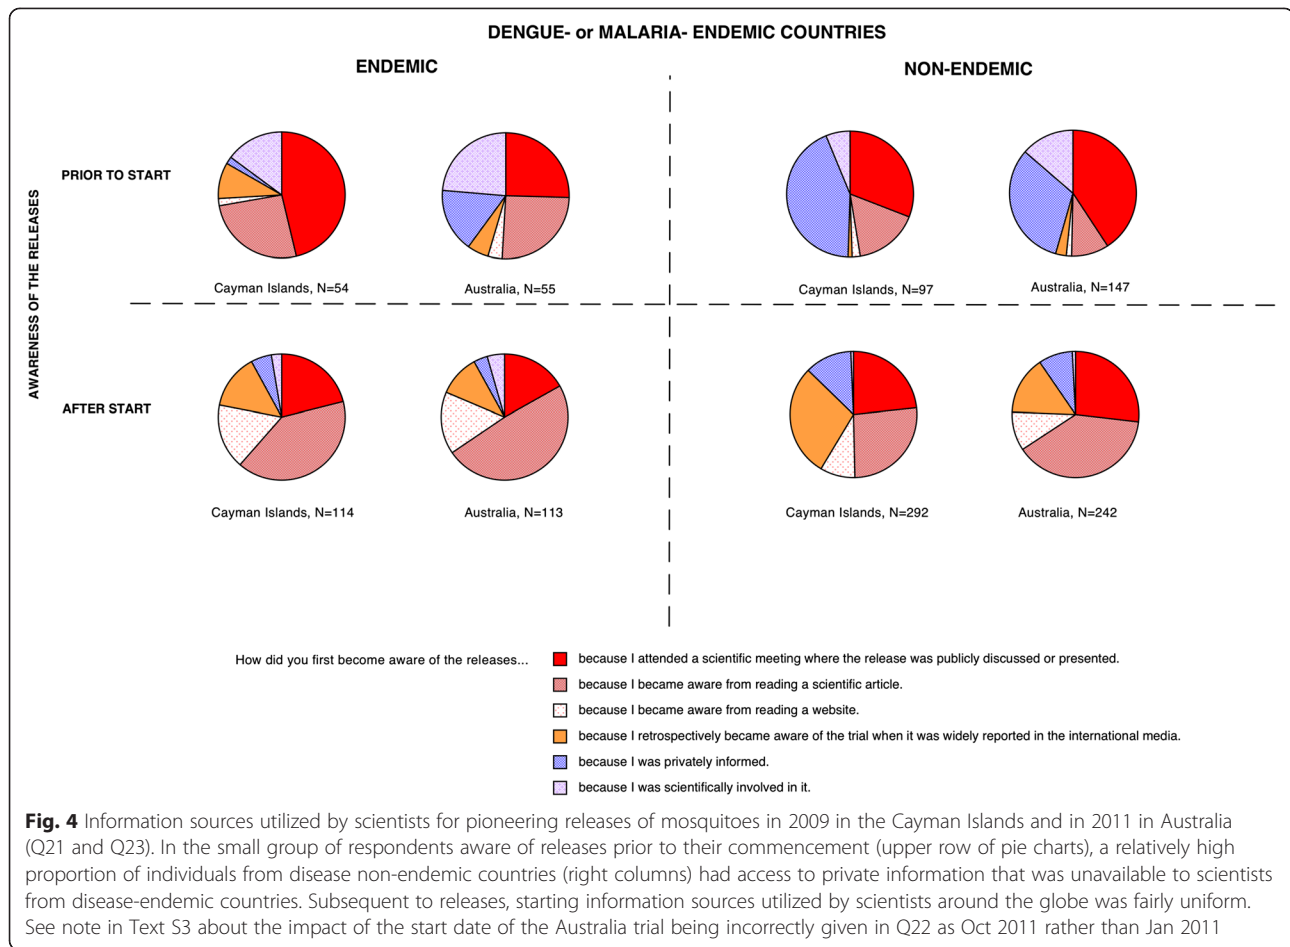 DENGUE- or MALARIA- ENDEMIC COUNTRIES
ENDEMIC
NON-ENDEMIC
AWARENESS OF THE RELEASES
PRIOR TO START
Cayman Islands, N=54
Australia, N=55
Cayman Islands, N=97
Australia, N=147
AFTER START
Cayman Islands, N=114
Australia, N=113
Cayman Islands, N=292
Australia, N=242
How did you first become aware of the releases...
because I attended a scientific meeting where the release was publicly discussed or presented.
because I became aware from reading a scientific article.
because I became aware from reading a website.
because I retrospectively became aware of the trial when it was widely reported in the international media.
because I was privately informed.
because I was scientifically involved in it.
Fig. 4 Information sources utilized by scientists for pioneering releases of mosquitoes in 2009 in the Cayman Islands and in 2011 in Australia
(Q21 and Q23). In the small group of respondents aware of releases prior to their commencement (upper row of pie charts), a relatively high
proportion of individuals from disease non-endemic countries (right columns) had access to private information that was unavailable to scientists
from disease-endemic countries. Subsequent to releases, starting information sources utilized by scientists around the globe was fairly uniform.
See note in Text S3 about the impact of the start date of the Australia trial being incorrectly given in Q22 as Oct 2011 rather than Jan 2011